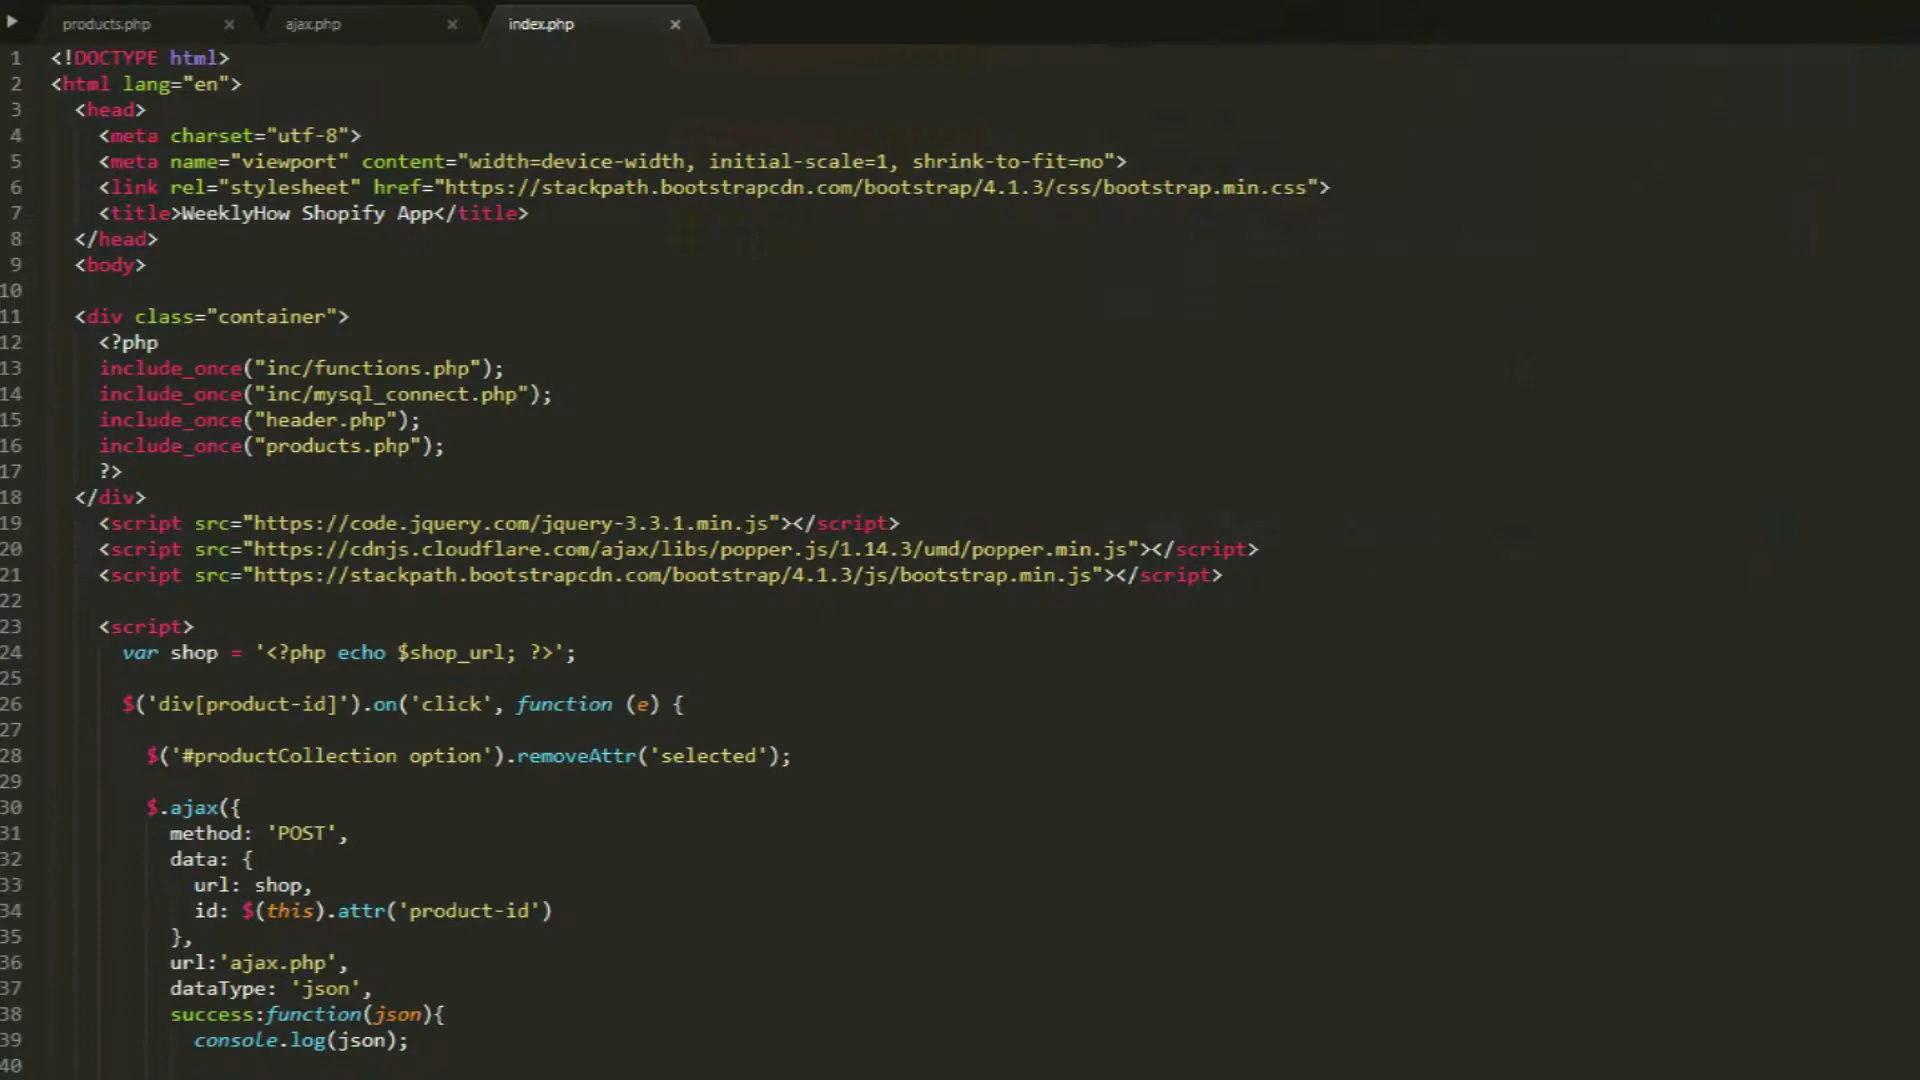 products.php × ajax.php × index.php ×
1 <!DOCTYPE html>
2 <html lang="en">
3 <head>
4 <meta charset="utf-8">
5 <meta name="viewport" content="width=device-width, initial-scale=1, shrink-to-fit=no">
6 <link rel="stylesheet" href="https://stackpath.bootstrapcdn.com/bootstrap/4.1.3/css/bootstrap.min.css">
7 <title>WeeklyHow Shopify App</title>
8 </head>
9 <body>
10
11 <div class="container">
12 <?php
13 include_once("inc/functions.php");
14 include_once("inc/mysql_connect.php");
15 include_once("header.php");
16 include_once("products.php");
17 ?>
18 </div>
19 <script src="https://code.jquery.com/jquery-3.3.1.min.js"></script>
20 <script src="https://cdnjs.cloudflare.com/ajax/libs/popper.js/1.14.3/umd/popper.min.js"></script>
21 <script src="https://stackpath.bootstrapcdn.com/bootstrap/4.1.3/js/bootstrap.min.js"></script>
22
23 <script>
24 var shop = '<?php echo $shop_url; ?>';
25
26 $('div[product-id]').on('click', function (e) {
27
28 $('#productCollection option').removeAttr('selected');
29
30 $.ajax({
31 method: 'POST',
32 data: {
33 url: shop,
34 id: $(this).attr('product-id')
35 },
36 url:'ajax.php',
37 dataType: 'json',
38 success:function(json){
39 console.log(json);
40